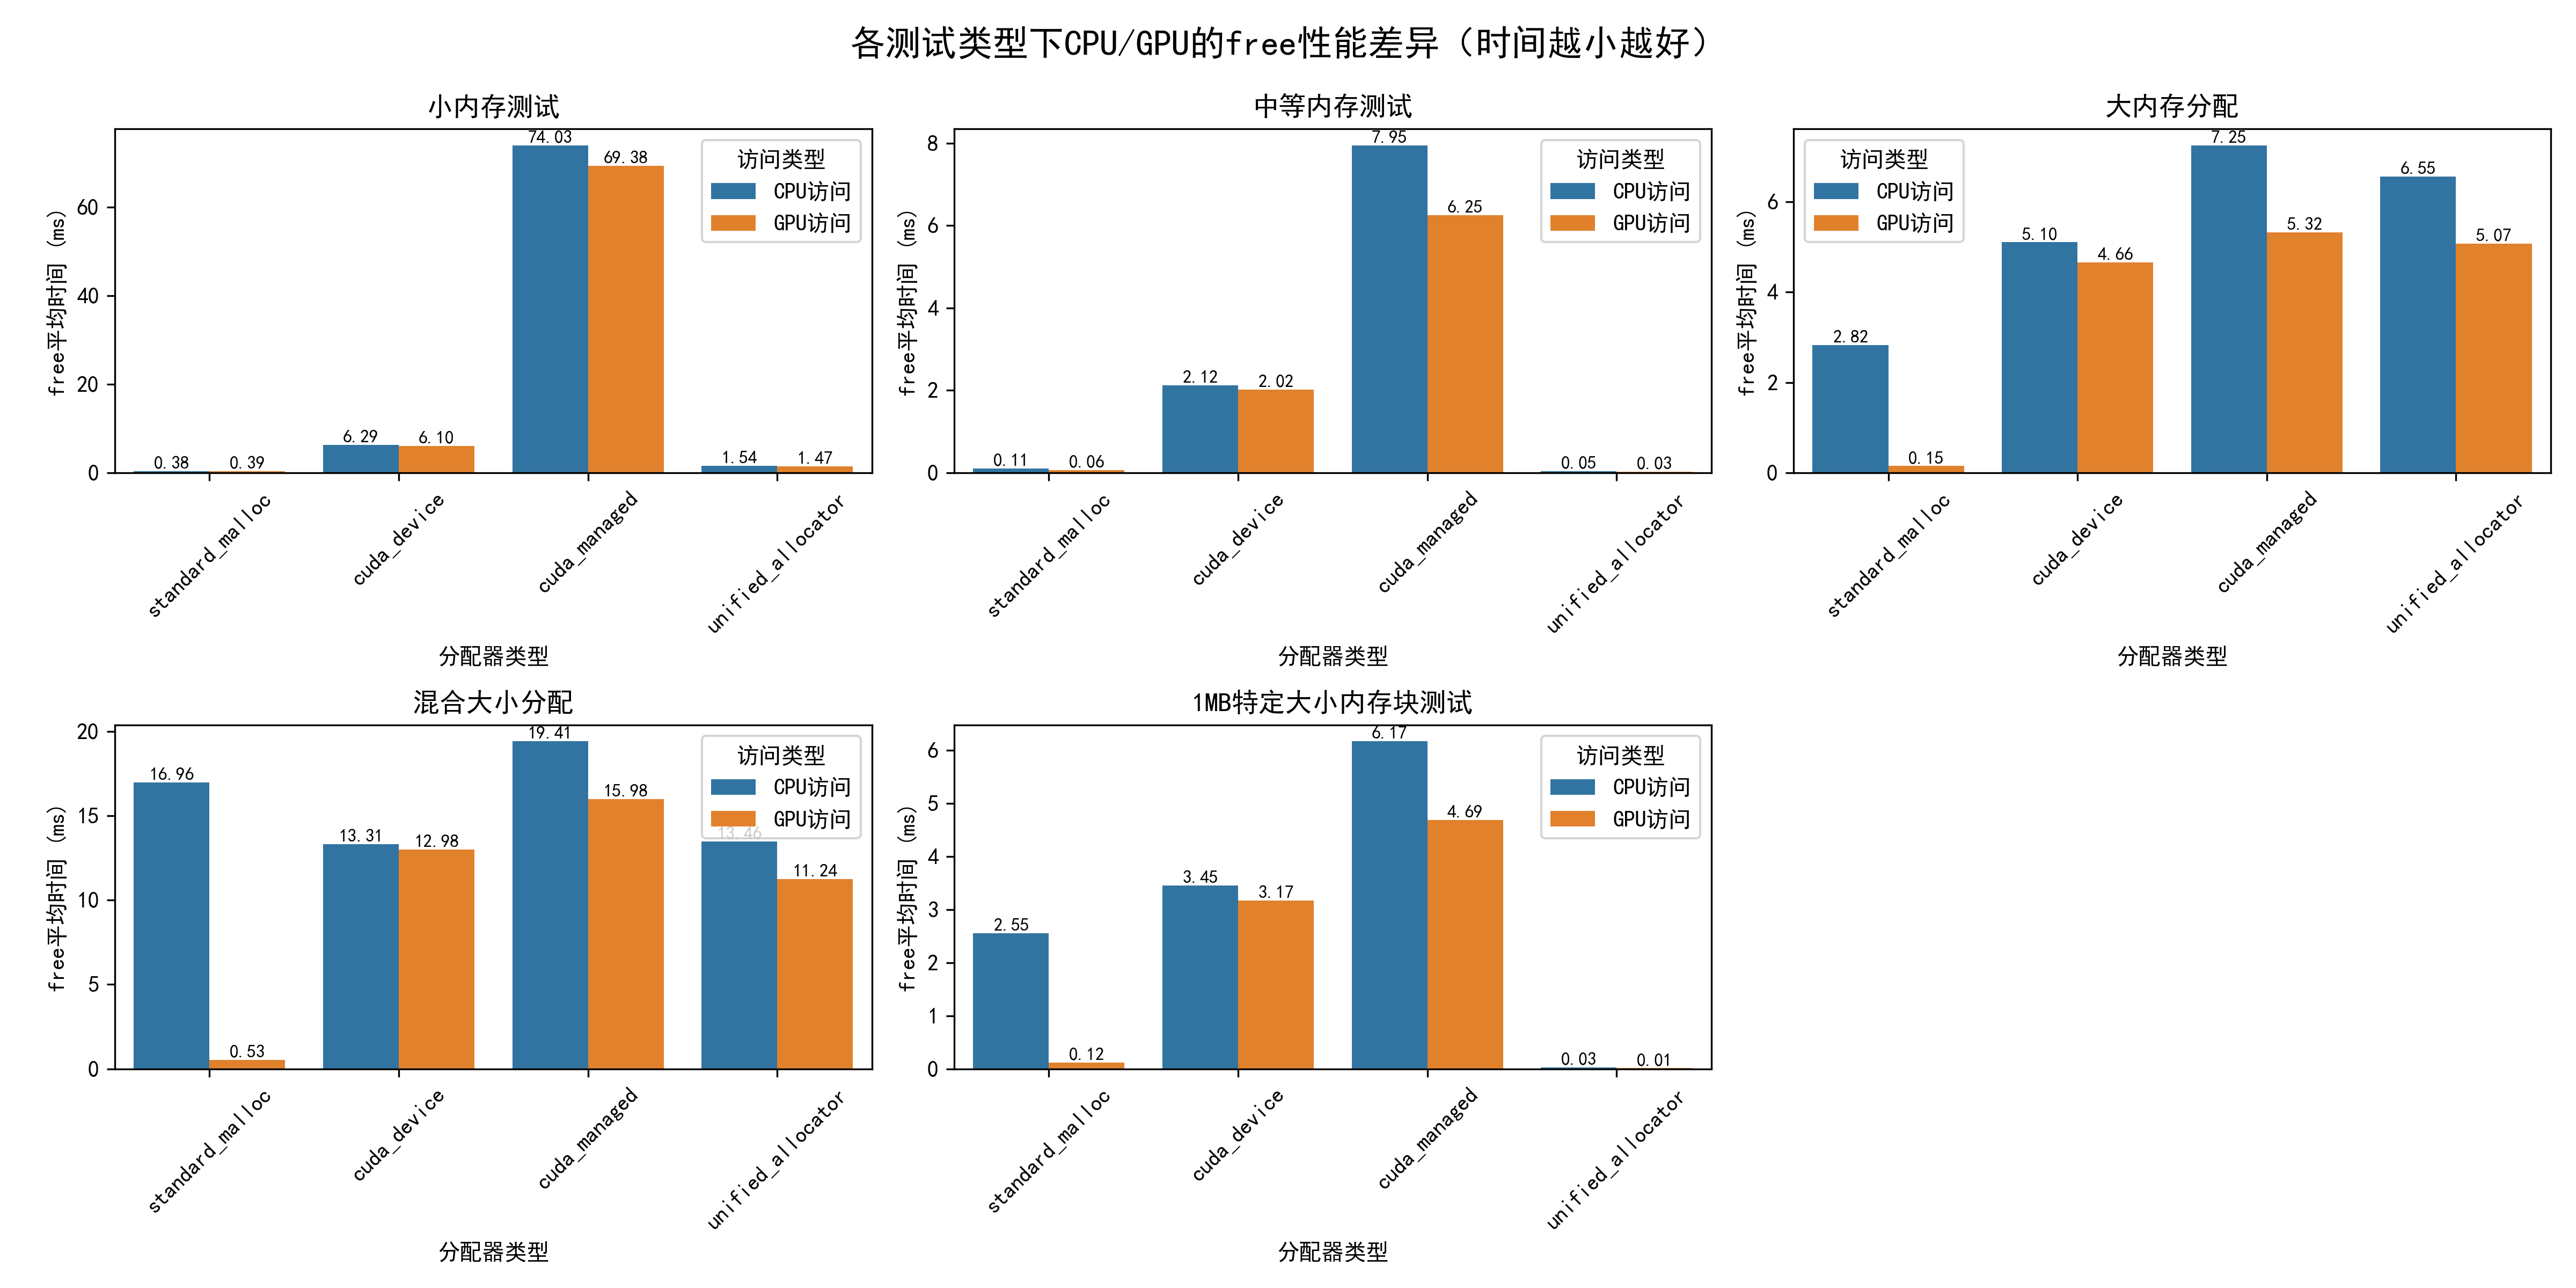 各测试类型下CPU/GPU的free性能差异（时间越小越好）
小内存测试
free平均时间 (ms)
60
40
20
0
0.38
0.39
6.29
6.10
74.03
69.38
1.54
1.47
访问类型
CPU访问
GPU访问
standard_malloc
cuda_device
cuda_managed
unified_allocator
分配器类型
中等内存测试
free平均时间 (ms)
8
6
4
2
0
0.11
0.06
2.12
2.02
7.95
6.25
0.05
0.03
访问类型
CPU访问
GPU访问
standard_malloc
cuda_device
cuda_managed
unified_allocator
分配器类型
大内存分配
free平均时间 (ms)
6
4
2
0
访问类型
CPU访问
GPU访问
2.82
0.15
5.10
4.66
7.25
5.32
6.55
5.07
standard_malloc
cuda_device
cuda_managed
unified_allocator
分配器类型
混合大小分配
free平均时间 (ms)
20
15
10
5
0
16.96
0.53
13.31
12.98
19.41
15.98
13.46
11.24
访问类型
CPU访问
GPU访问
standard_malloc
cuda_device
cuda_managed
unified_allocator
分配器类型
1MB特定大小内存块测试
free平均时间 (ms)
6
5
4
3
2
1
0
2.55
0.12
3.45
3.17
6.17
4.69
0.03
0.01
访问类型
CPU访问
GPU访问
standard_malloc
cuda_device
cuda_managed
unified_allocator
分配器类型